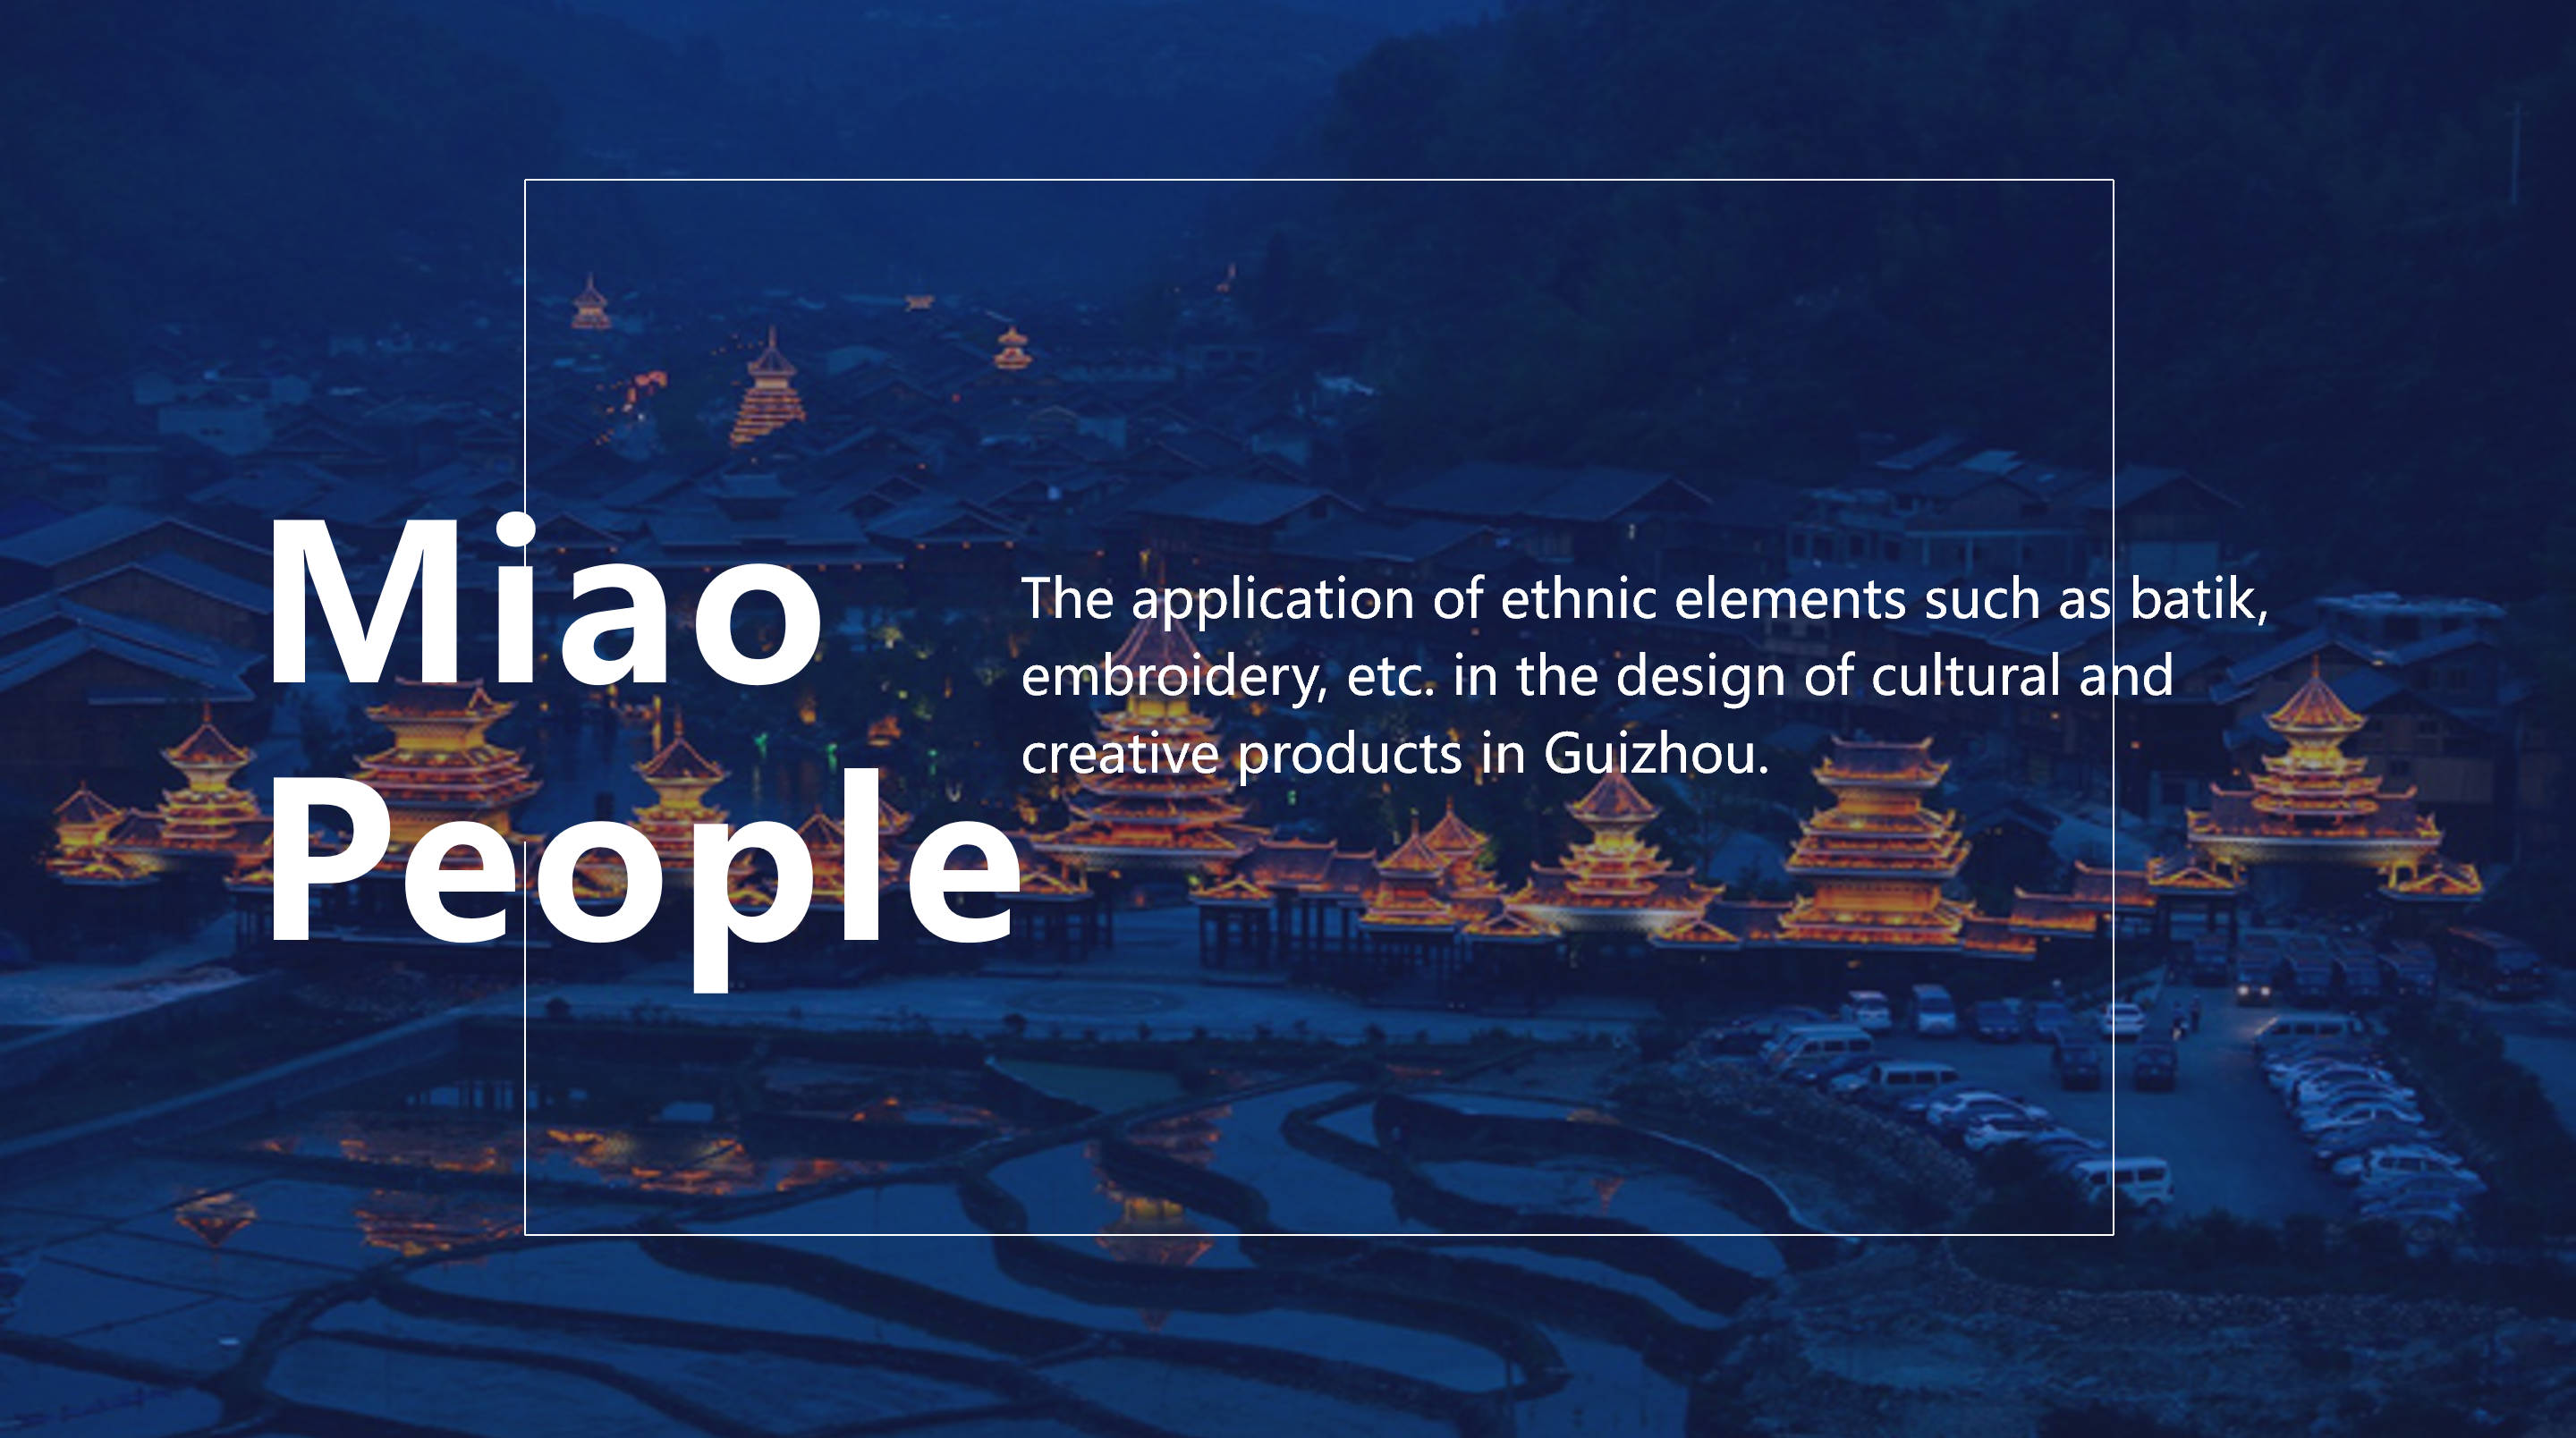 Miao
People
The application of ethnic elements such as batik,
embroidery, etc. in the design of cultural and
creative products in Guizhou.